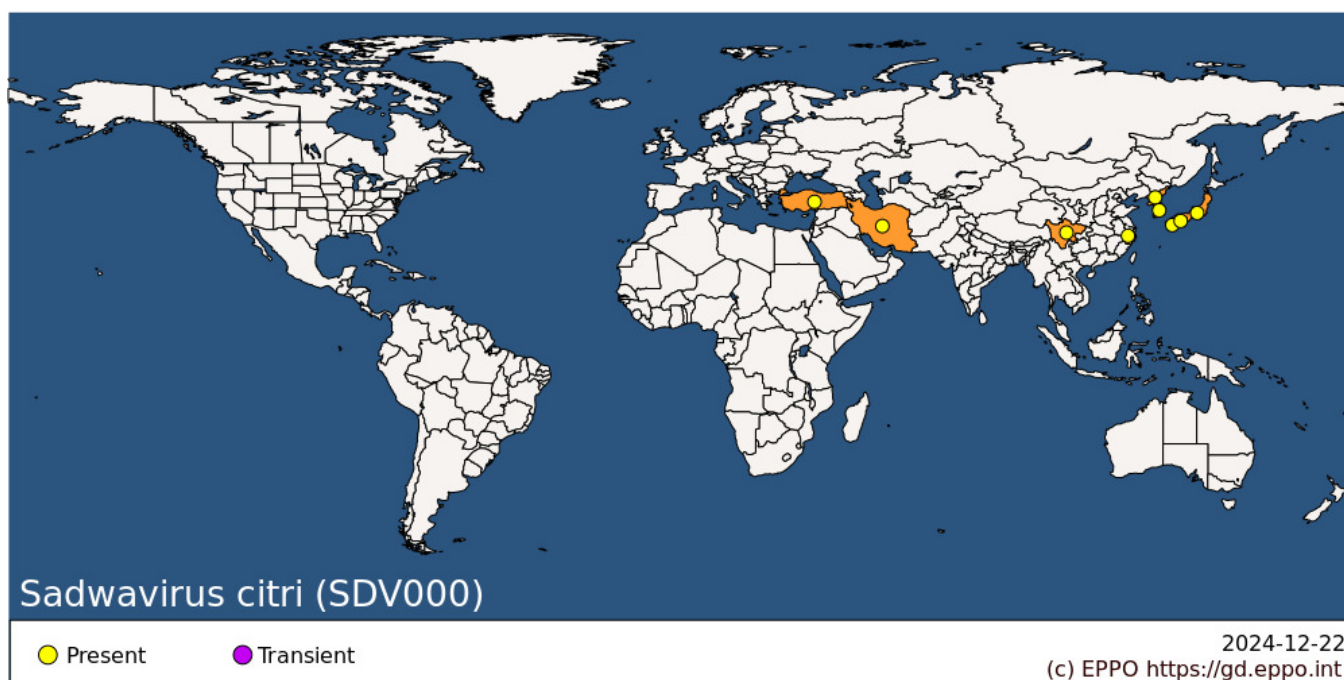 Sadwavirus citri (SDV000)
Present
Transient
2024-12-22
(c) EPPO https://gd.eppo.int